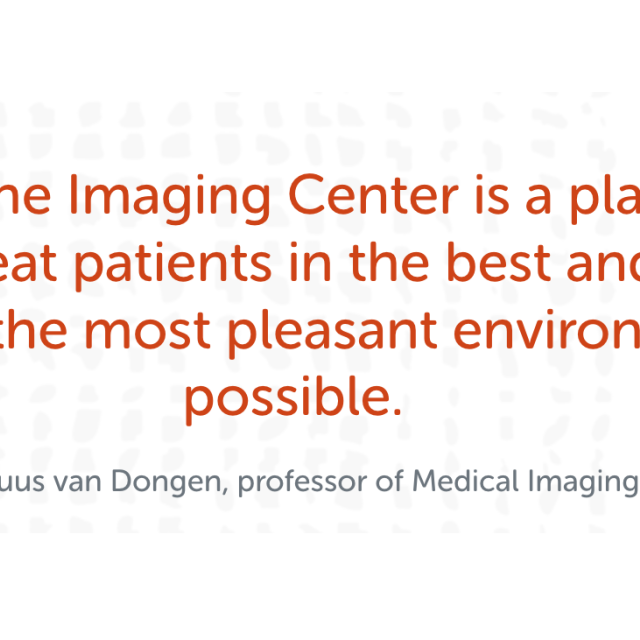 he Imaging Center is a pla
eat patients in the best and
the most pleasant environ
possible.
uus van Dongen, professor of Medical Imaging